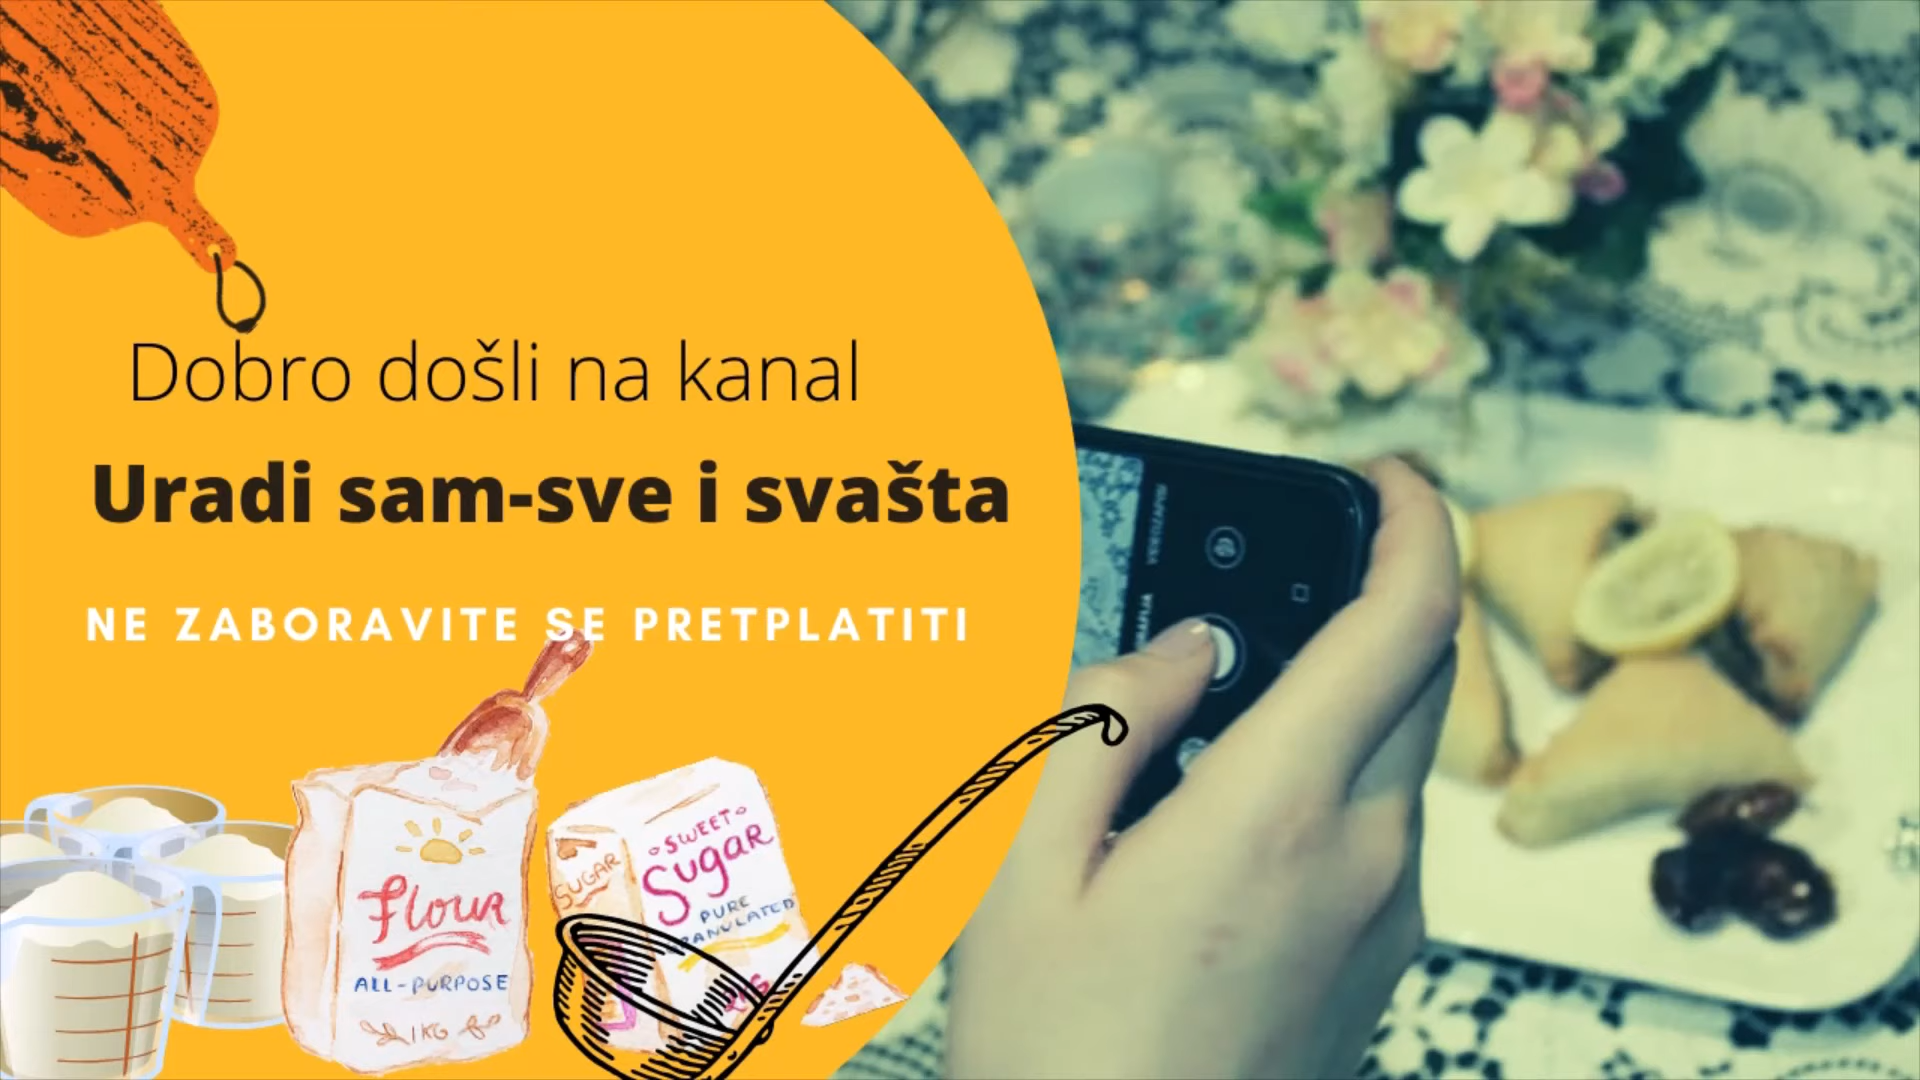 Dobro došli na kanal
Uradi sam-sve i svašta
NE ZABORAVITE SE PRETPLATITI
Flour
ALL-PURPOSE
1KG
SUGAR
SWEET
Sugar
PURE
GRANULATED